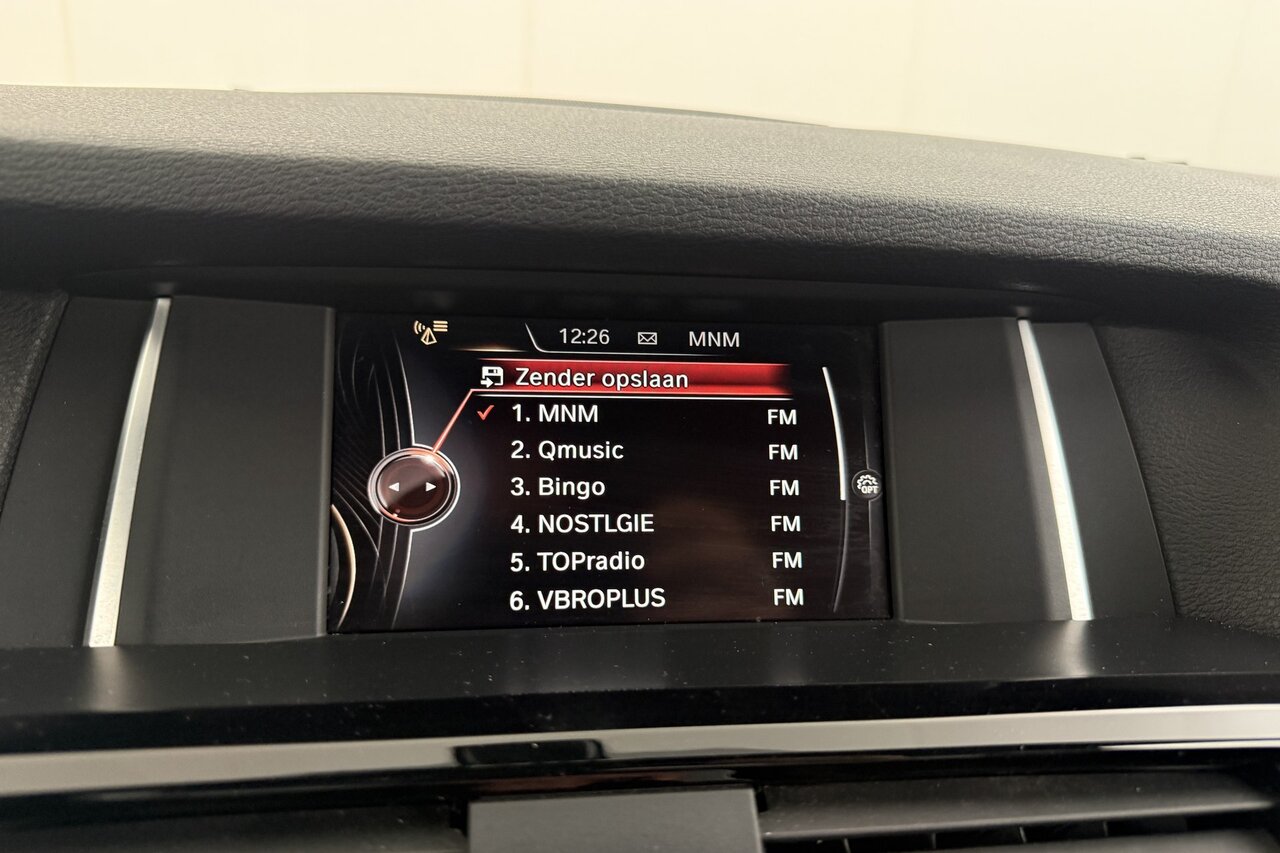 12:26 MNM
Zender opslaan
1. MNM FM
2. Qmusic FM
3. Bingo FM
4. NOSTLGIE FM
OPT
5. TOPradio FM
6. VBROPLUS FM